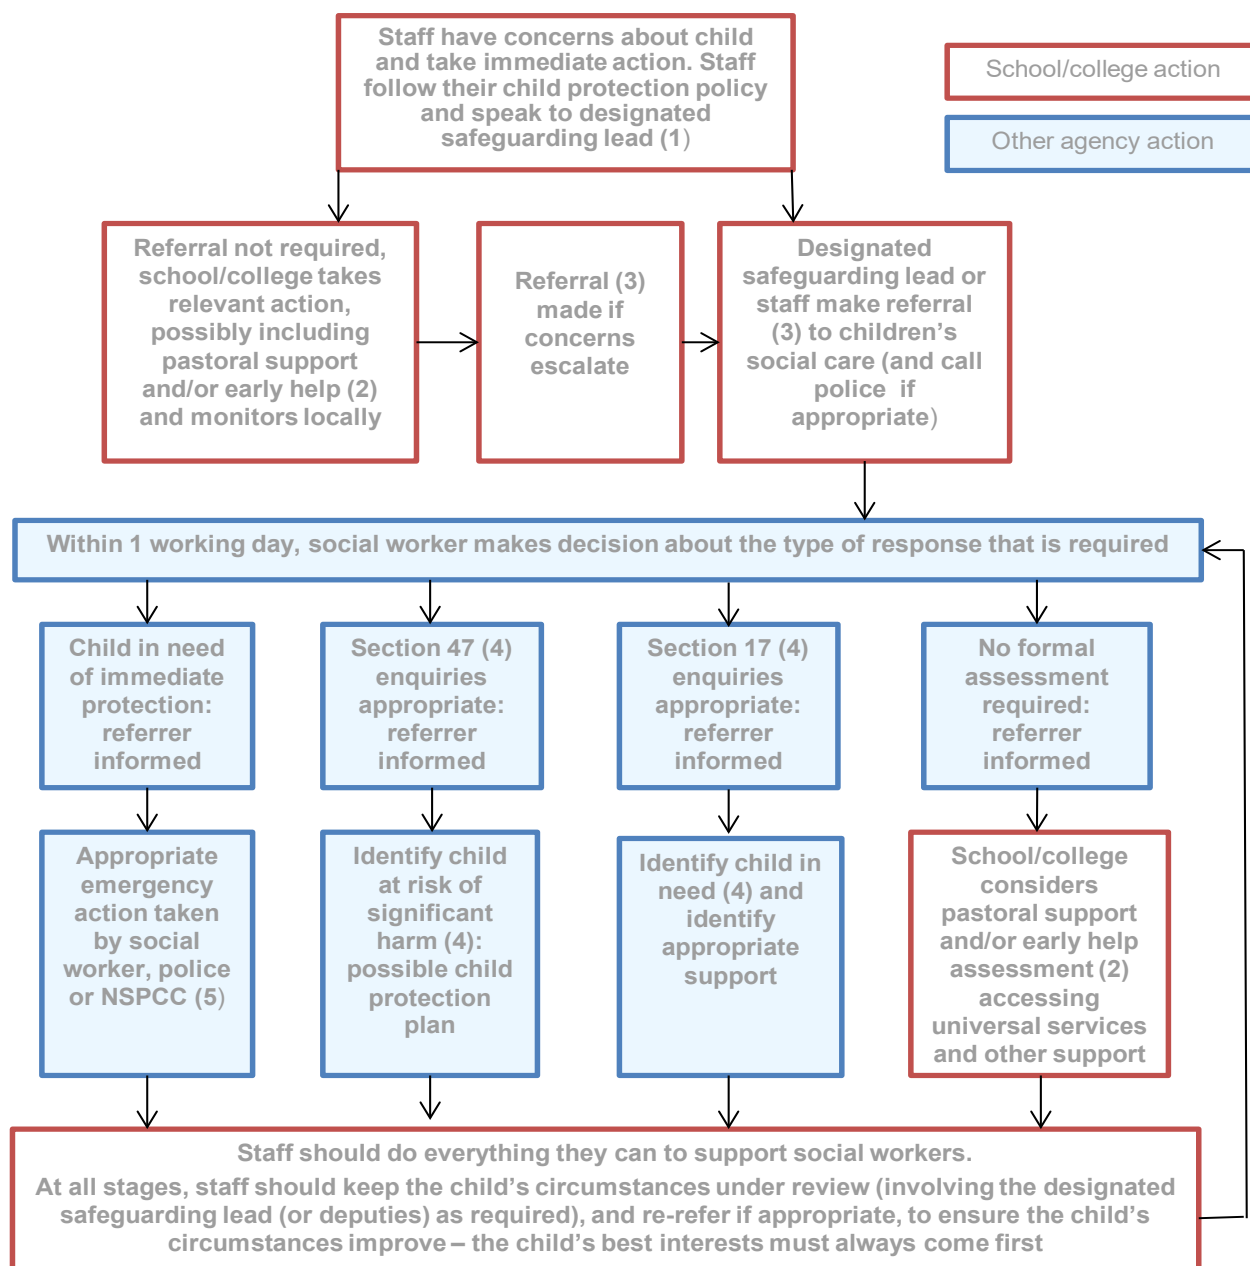 Staff have concerns about child
and take immediate action. Staff
follow their child protection policy
and speak to designated
safeguarding lead (1)
School/college action
Other agency action
Referral not required,
school/college takes
relevant action,
possibly including
pastoral support
and/or early help (2)
and monitors locally
Referral (3)
made if
concerns
escalate
Designated
safeguarding lead or
staff make referral
(3) to children’s
social care (and call
police if
appropriate)
Within 1 working day, social worker makes decision about the type of response that is required
Child in need
of immediate
protection:
referrer
informed
Section 47 (4)
enquiries
appropriate:
referrer
informed
Section 17 (4)
enquiries
appropriate:
referrer
informed
No formal
assessment
required:
referrer
informed
Appropriate
emergency
action taken
by social
worker, police
or NSPCC (5)
Identify child
at risk of
significant
harm (4):
possible child
protection
plan
Identify child in
need (4) and
identify
appropriate
support
School/college
considers
pastoral support
and/or early help
assessment (2)
accessing
universal services
and other support
Staff should do everything they can to support social workers.
At all stages, staff should keep the child’s circumstances under review (involving the designated
safeguarding lead (or deputies) as required), and re-refer if appropriate, to ensure the child’s
circumstances improve – the child’s best interests must always come first